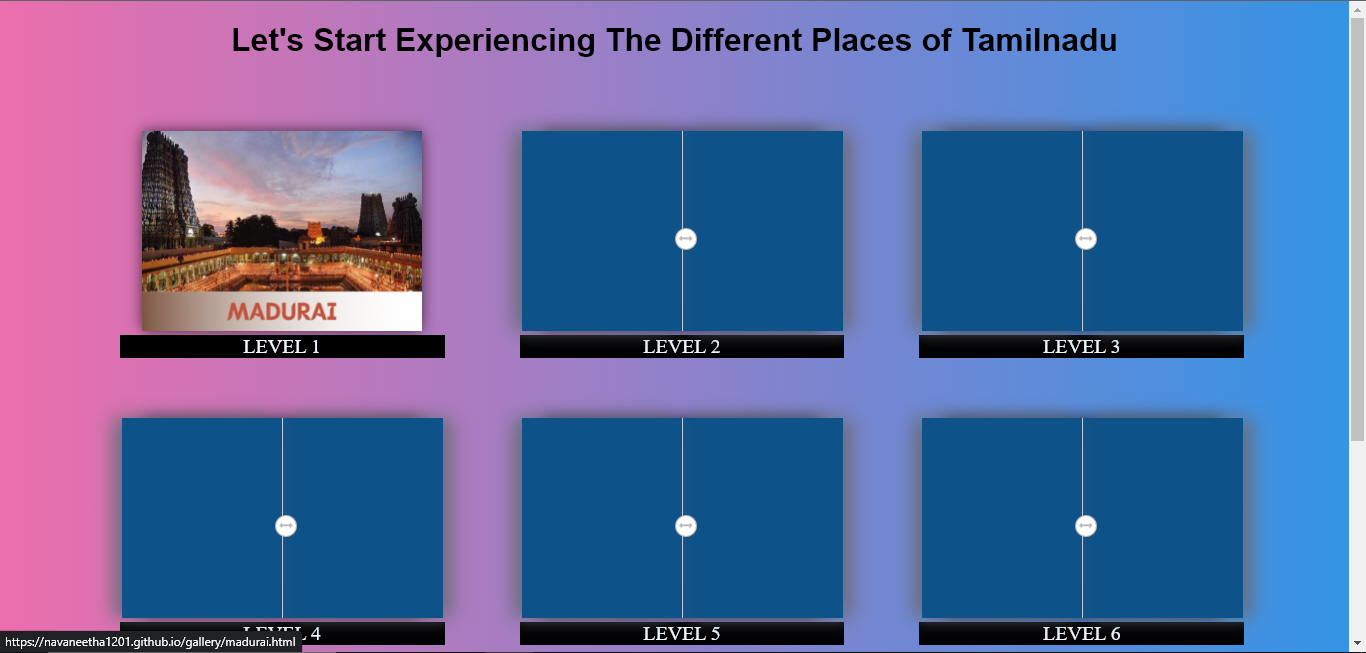 Let's Start Experiencing The Different Places of Tamilnadu
MADURAI
LEVEL 1
LEVEL 2
LEVEL 3
LEVEL 4
LEVEL 5
LEVEL 6
https://navaneetha1201.github.io/gallery/madurai.html